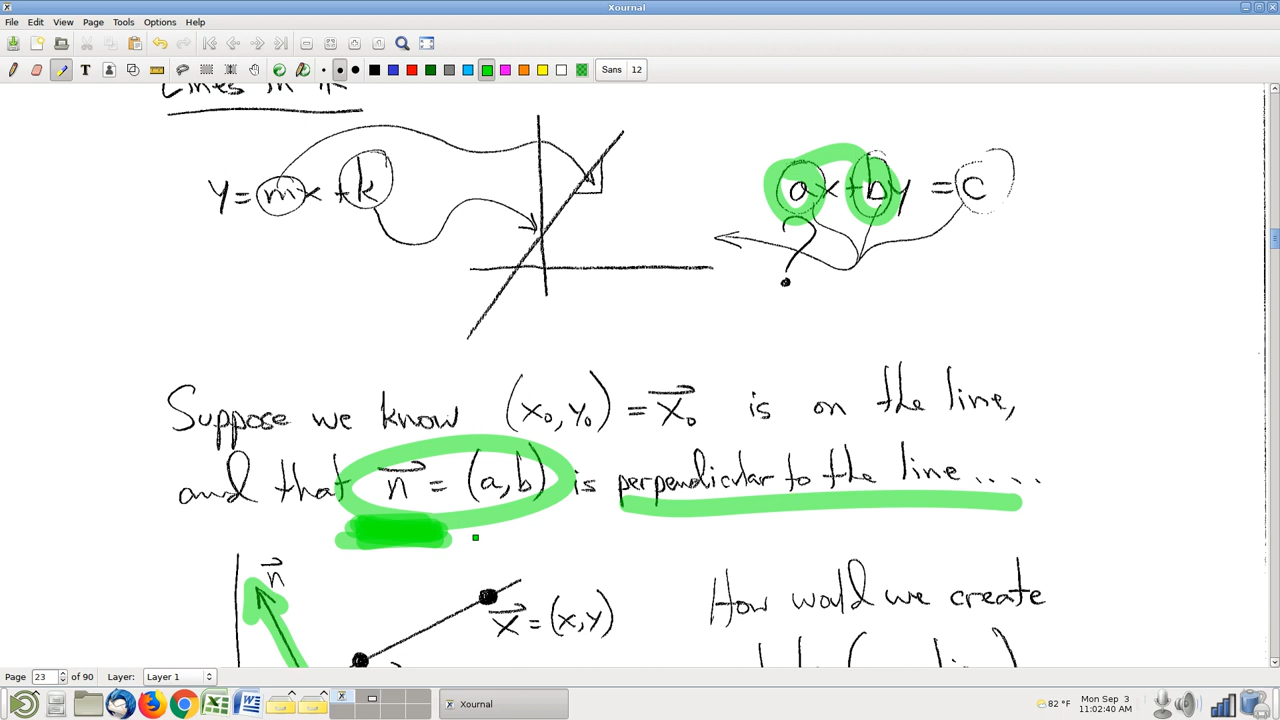 Xournal
File Edit View Page Tools Options Help
T Sans 12
Lines in R
y = mx + k
ax + by = c
?
Suppose we know (x₀, y₀) = x⃗₀ is on the line,
and that n⃗ = (a, b) is perpendicular to the line....
n⃗
x⃗ = (x, y)
How would we create
Page 23 of 90 Layer: Layer 1
Xournal
82 °F
Mon Sep 3
11:02:40 AM